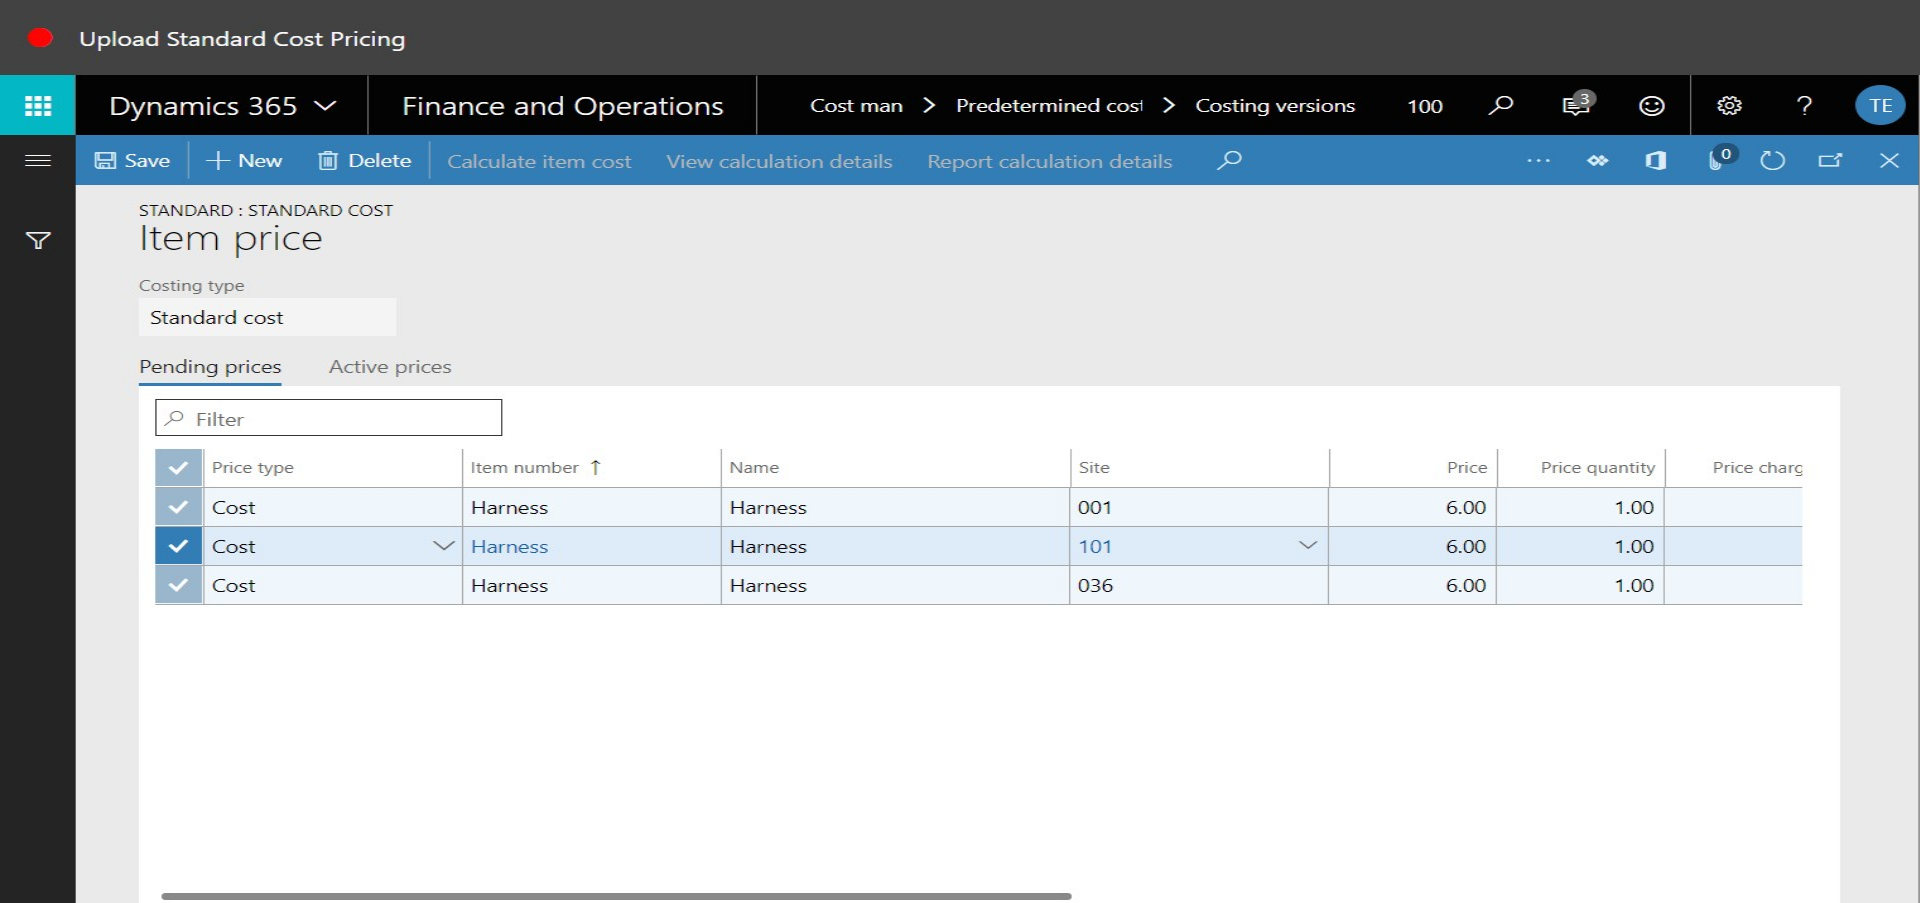 Upload Standard Cost Pricing
Dynamics 365 Finance and Operations Cost man > Predetermined cost > Costing versions 100 3 ? TE
Save + New Delete Calculate item cost View calculation details Report calculation details ... 0
STANDARD : STANDARD COST
Item price
Costing type
Standard cost
Pending prices Active prices
Filter
Price type Item number ↑ Name Site Price Price quantity Price charg
Cost Harness Harness 001 6.00 1.00
Cost Harness Harness 101 6.00 1.00
Cost Harness Harness 036 6.00 1.00